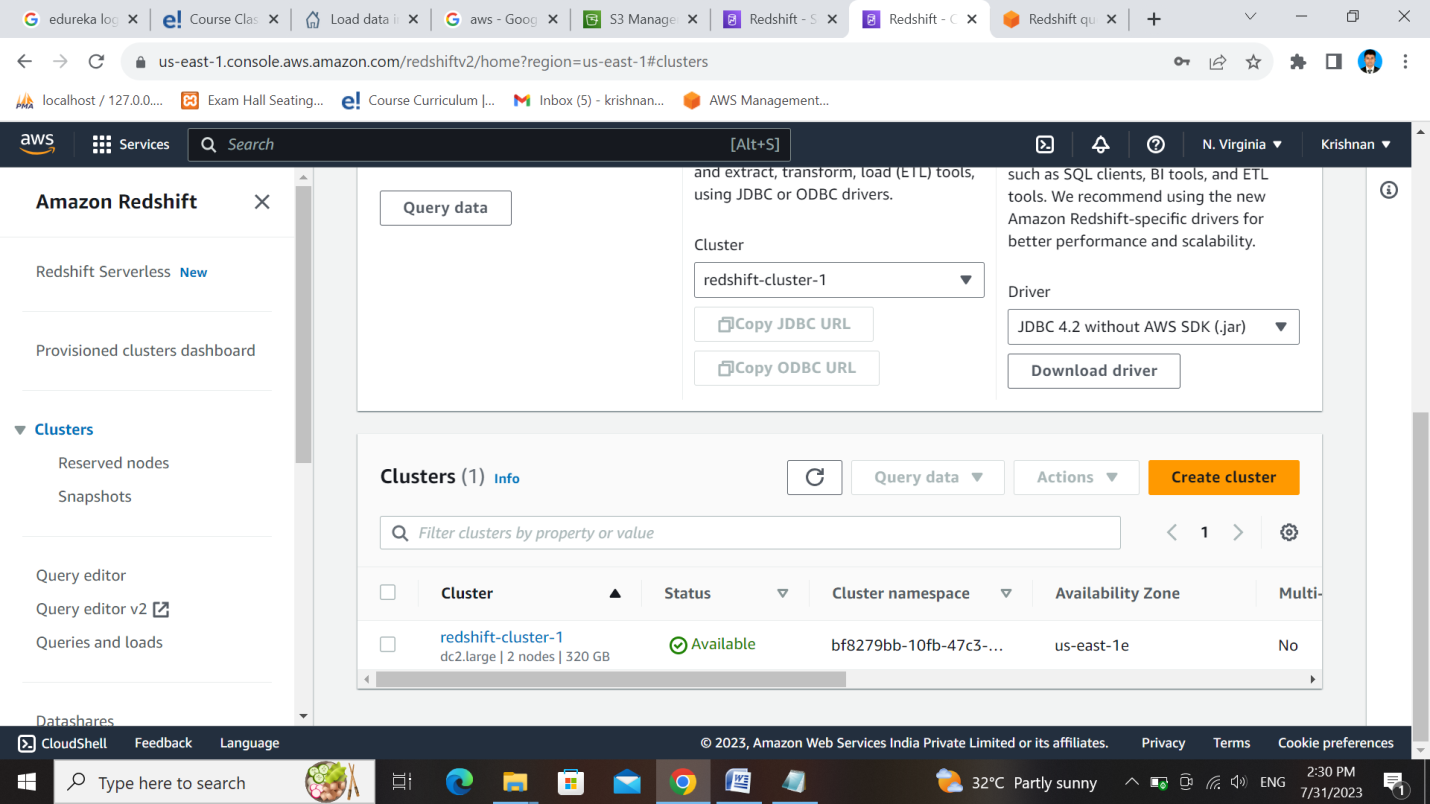 edureka log
Course Clas
Load data i
aws - Goog
S3 Manage
Redshift - S
Redshift - C
Redshift qu
us-east-1.console.aws.amazon.com/redshiftv2/home?region=us-east-1#clusters
PMA
localhost / 127.0.0....
Exam Hall Seating...
e!
Course Curriculum |...
Inbox (5) - krishnan...
AWS Management...
aws
Services
Search
[Alt+S]
N. Virginia
Krishnan
Amazon Redshift
Redshift Serverless New
Provisioned clusters dashboard
Clusters
Reserved nodes
Snapshots
Query editor
Query editor v2
Queries and loads
Datashares
Query data
and extract, transform, load (ETL) tools,
using JDBC or ODBC drivers.
Cluster
redshift-cluster-1
Copy JDBC URL
Copy ODBC URL
such as SQL clients, BI tools, and ETL
tools. We recommend using the new
Amazon Redshift-specific drivers for
better performance and scalability.
Driver
JDBC 4.2 without AWS SDK (.jar)
Download driver
Clusters (1) Info
Query data
Actions
Create cluster
Filter clusters by property or value
1
Cluster
Status
Cluster namespace
Availability Zone
Multi-
redshift-cluster-1
dc2.large | 2 nodes | 320 GB
Available
bf8279bb-10fb-47c3-...
us-east-1e
No
CloudShell
Feedback
Language
© 2023, Amazon Web Services India Private Limited or its affiliates.
Privacy
Terms
Cookie preferences
Type here to search
32°C Partly sunny
ENG
2:30 PM
7/31/2023
1